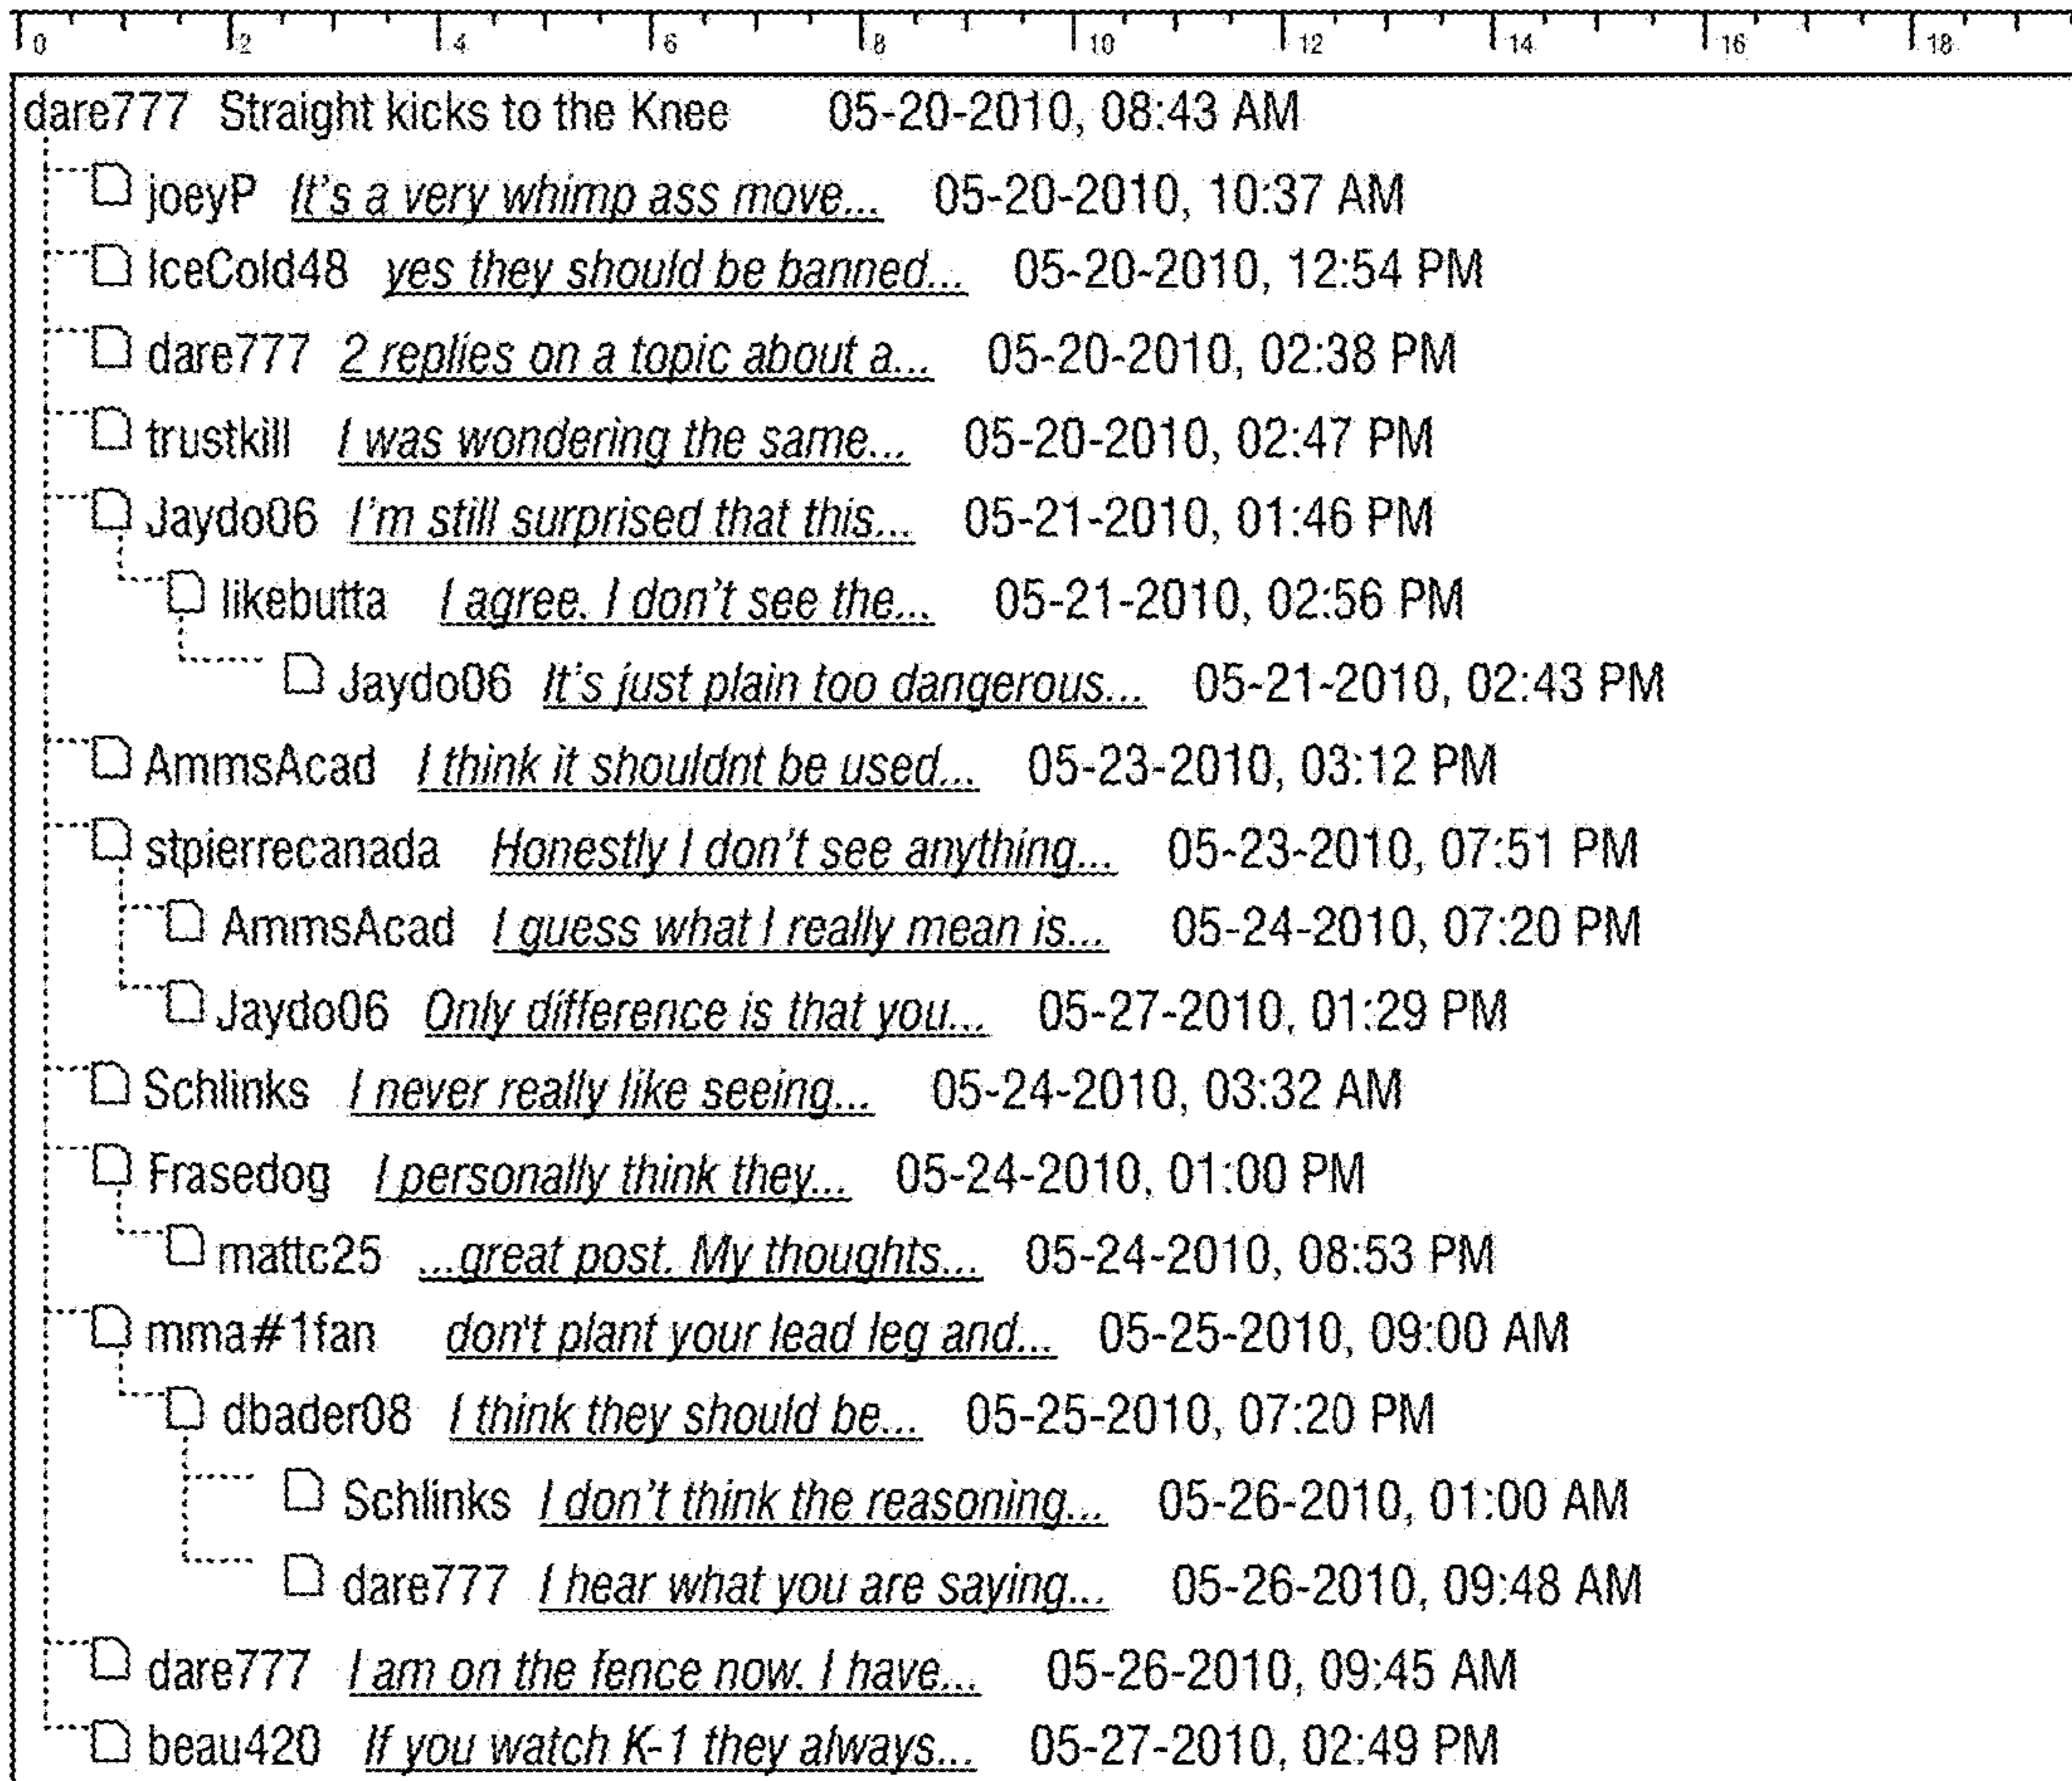 0 2 4 6 8 10 12 14 16 18
dare777 Straight kicks to the Knee 05-20-2010, 08:43 AM
joeyP It's a very whimp ass move... 05-20-2010, 10:37 AM
IceCold48 yes they should be banned... 05-20-2010, 12:54 PM
dare777 2 replies on a topic about a... 05-20-2010, 02:38 PM
trustkill I was wondering the same... 05-20-2010, 02:47 PM
Jaydo06 I'm still surprised that this... 05-21-2010, 01:46 PM
likebutta I agree. I don't see the... 05-21-2010, 02:56 PM
Jaydo06 It's just plain too dangerous... 05-21-2010, 02:43 PM
AmmsAcad I think it shouldnt be used... 05-23-2010, 03:12 PM
stpierrecanada Honestly I don't see anything... 05-23-2010, 07:51 PM
AmmsAcad I guess what I really mean is... 05-24-2010, 07:20 PM
Jaydo06 Only difference is that you... 05-27-2010, 01:29 PM
Schlinks I never really like seeing... 05-24-2010, 03:32 AM
Frasedog I personally think they... 05-24-2010, 01:00 PM
mattc25 ...great post. My thoughts... 05-24-2010, 08:53 PM
mma#1fan don't plant your lead leg and... 05-25-2010, 09:00 AM
dbader08 I think they should be... 05-25-2010, 07:20 PM
Schlinks I don't think the reasoning... 05-26-2010, 01:00 AM
dare777 I hear what you are saying... 05-26-2010, 09:48 AM
dare777 I am on the fence now. I have... 05-26-2010, 09:45 AM
beau420 If you watch K-1 they always... 05-27-2010, 02:49 PM